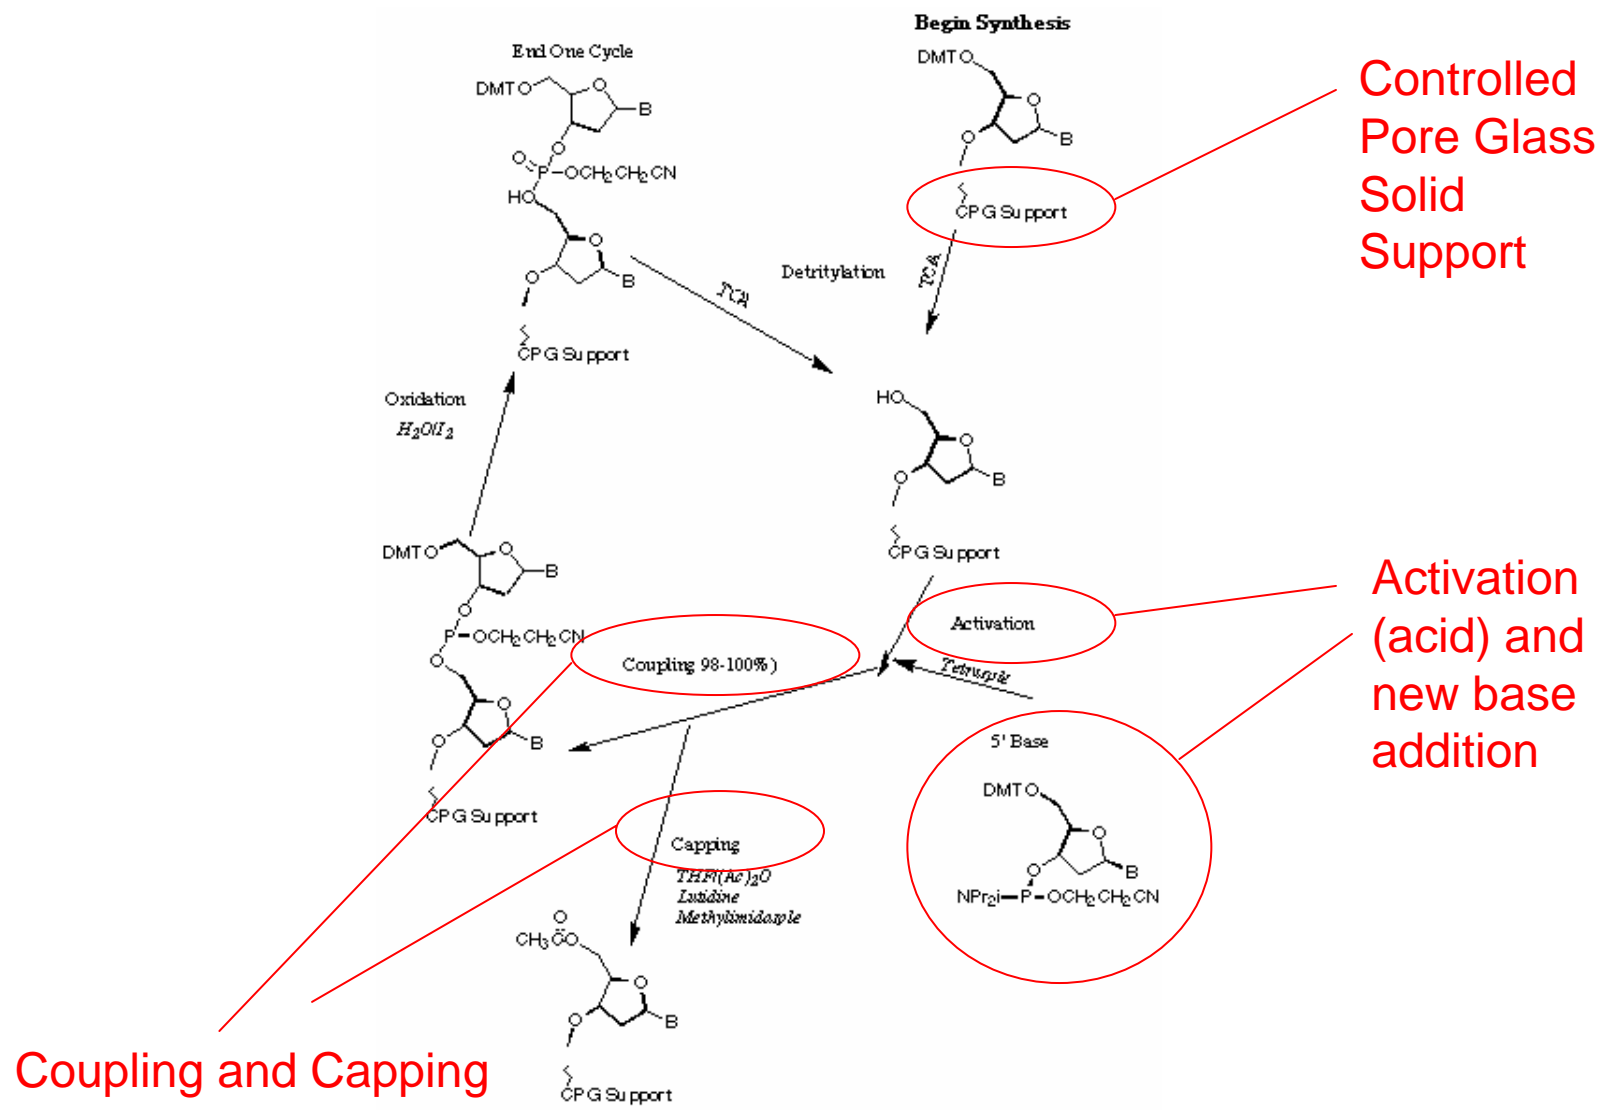 Begin Synthesis
End One Cycle
DMTO
O
B
O
O
P
OCH2CH2CN
HO
O
B
O
CPG Support
DMTO
O
B
O
CPG Support
Controlled
Pore Glass
Solid
Support
Detritylation
TCA
TCA
Oxidation
H2O/I2
HO
O
B
O
CPG Support
DMTO
O
B
O
P
OCH2CH2CN
O
O
B
O
CPG Support
Coupling 98-100%)
Activation
Activation
(acid) and
new base
addition
5' Base
DMTO
O
B
O
NPr2i
P
OCH2CH2CN
Capping
THF/(Ac)2O
Lutidine
CH3
O
CO
O
B
O
CPG Support
Coupling and Capping